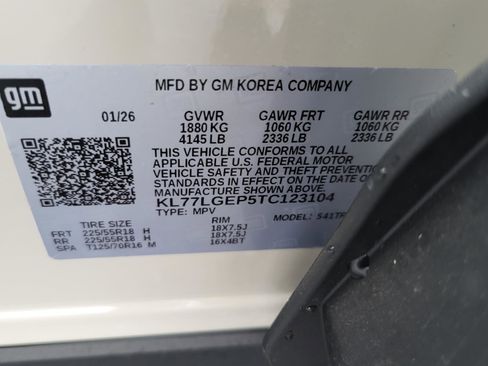 gm
MFD BY GM KOREA COMPANY
01/26 GVWR GAWR FRT GAWR RR
1880 KG 1060 KG 1060 KG
4145 LB 2336 LB 2336 LB
THIS VEHICLE CONFORMS TO ALL
APPLICABLE U.S. FEDERAL MOTOR
VEHICLE SAFETY AND THEFT PREVENTION
STANDARDS IN EFFECT ON THE DATE OF
MANUFACTURE SHOWN ABOVE.
KL77LGEP5TC123104
TYPE: MPV MODEL:
TIRE SIZE RIM
FRT 225/55R18 H 18X7.5J
RR 225/55R18 H 18X7.5J
SPA T125/70R16 M 16X4BT